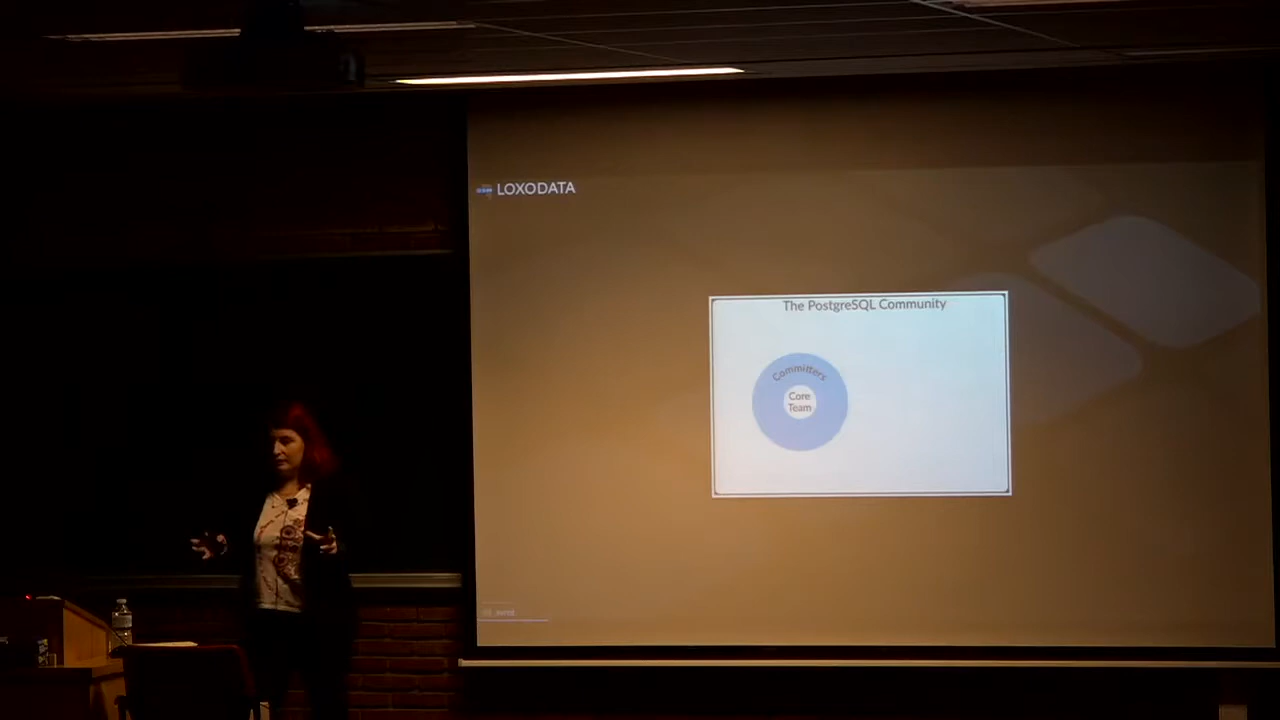 LOXODATA
The PostgreSQL Community
Committers
Core
Team